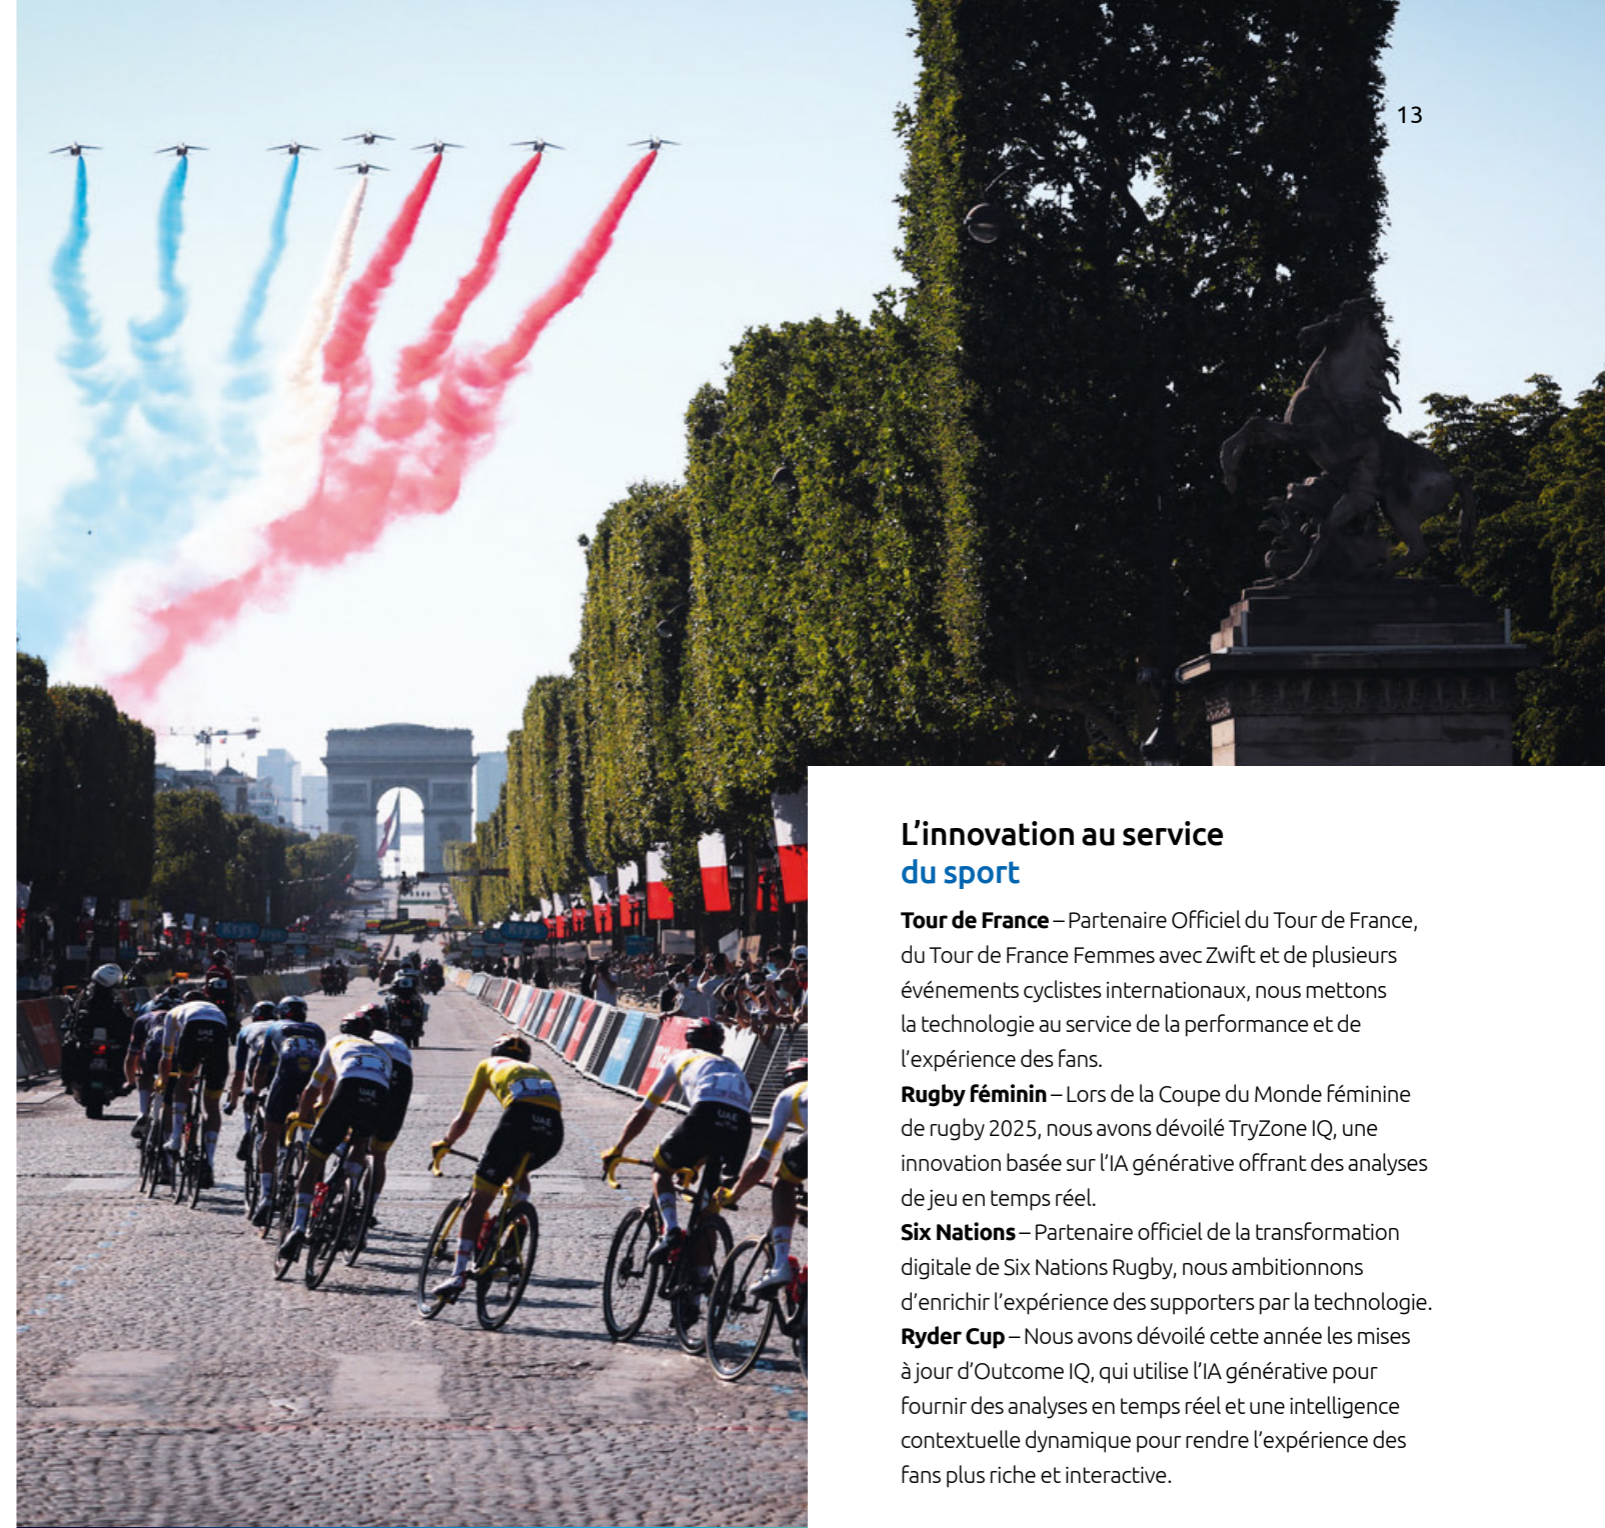 13
L’innovation au service
du sport
Tour de France – Partenaire Officiel du Tour de France,
du Tour de France Femmes avec Zwift et de plusieurs
événements cyclistes internationaux, nous mettons
la technologie au service de la performance et de
l’expérience des fans.
Rugby féminin – Lors de la Coupe du Monde féminine
de rugby 2025, nous avons dévoilé TryZone IQ, une
innovation basée sur l’IA générative offrant des analyses
de jeu en temps réel.
Six Nations – Partenaire officiel de la transformation
digitale de Six Nations Rugby, nous ambitionnons
d’enrichir l’expérience des supporters par la technologie.
Ryder Cup – Nous avons dévoilé cette année les mises
à jour d’Outcome IQ, qui utilise l’IA générative pour
fournir des analyses en temps réel et une intelligence
contextuelle dynamique pour rendre l’expérience des
fans plus riche et interactive.
Krys
Krys
UAE
UAE
UAE
UAE